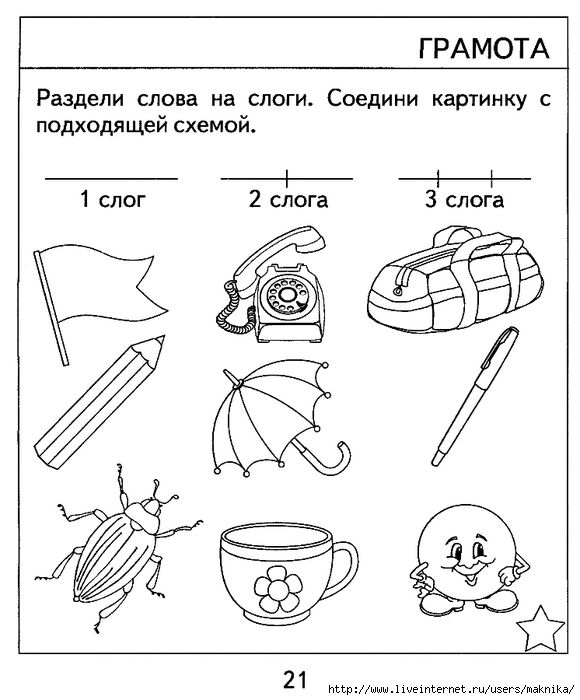 ГРАМОТА
Раздели слова на слоги. Соедини картинку с
подходящей схемой.
1 слог 2 слога 3 слога
21
http://www.liveinternet.ru/users/maknika/